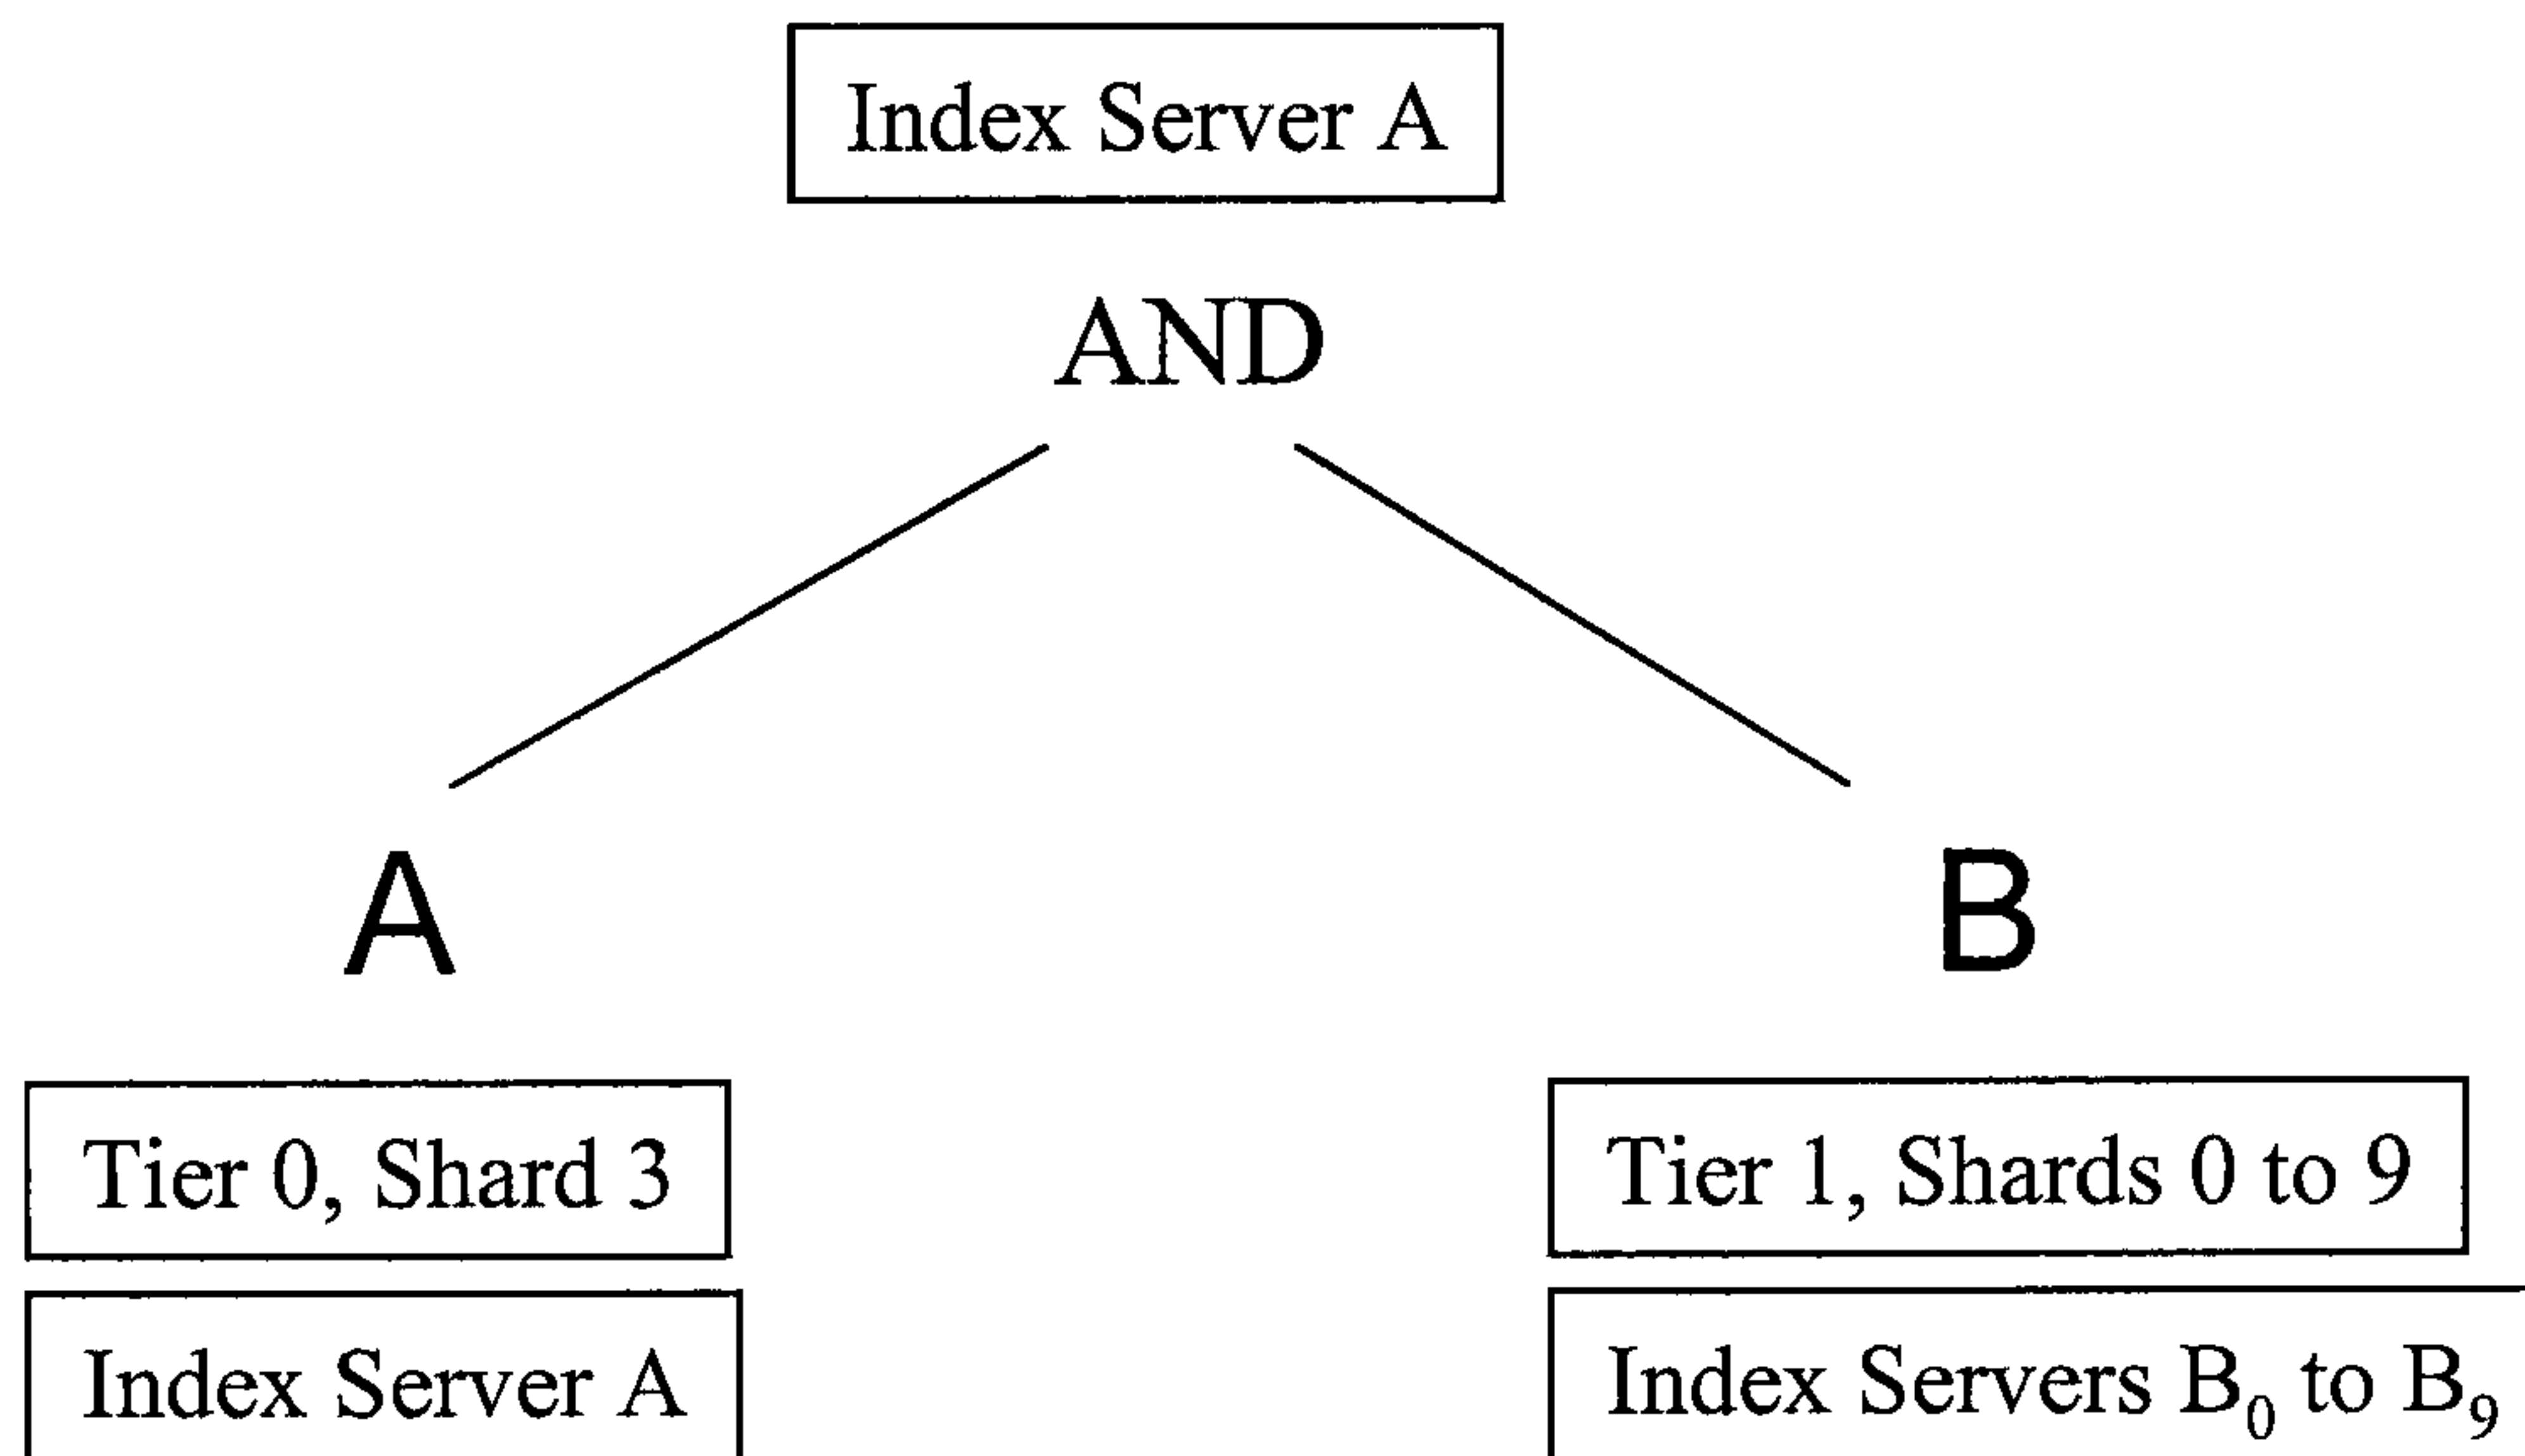 Index Server A
AND
A
B
Tier 0, Shard 3
Tier 1, Shards 0 to 9
Index Server A
Index Servers B₀ to B₉